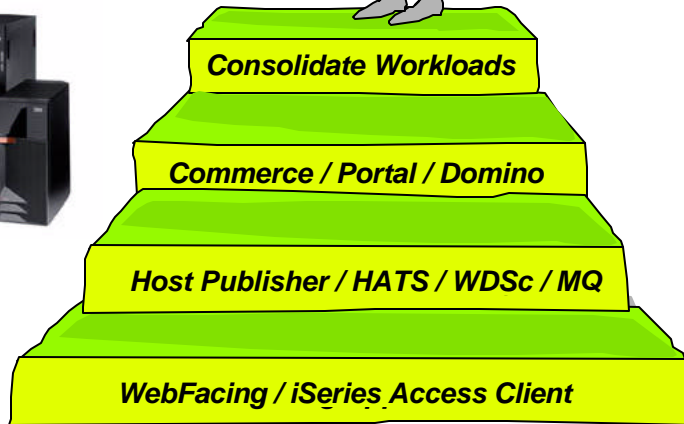 Consolidate Workloads
Commerce / Portal / Domino
Host Publisher / HATS / WDSc / MQ
WebFacing / iSeries Access Client